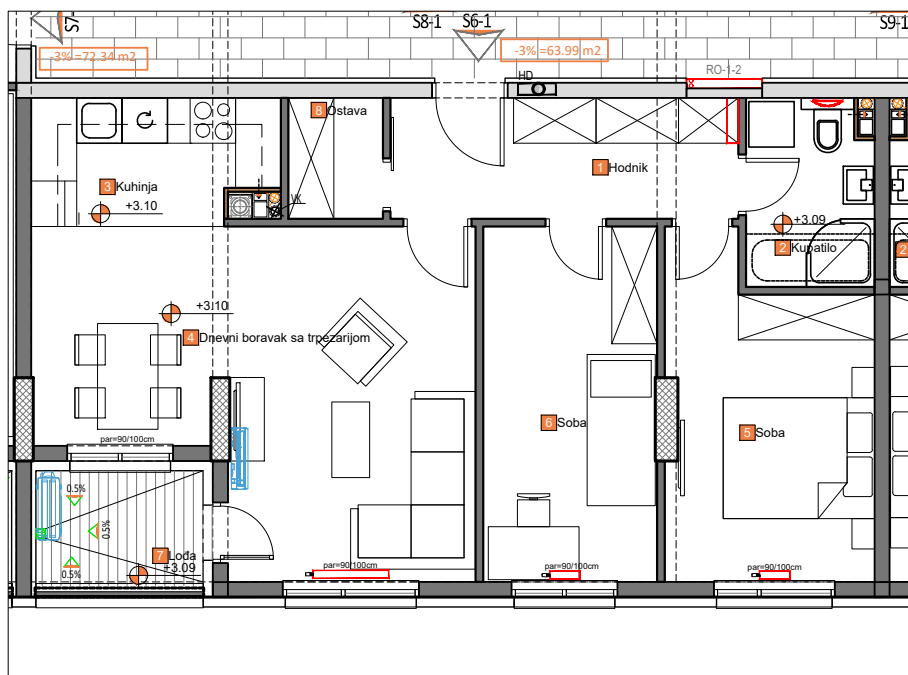 S7
S8-1
S6-1
S9-1
-3% =72.34 m2
-3% =63.99 m2
RO-1-2
HD
8 Ostava
1 Hodnik
3 Kuhinja
+3.10
VK
+3.09
2 Kupatilo
2
+3.10
4 Dnevni boravak sa trpezarijom
6 Soba
5 Soba
par=90/100cm
0.5%
0.5%
0.5%
7 Lođa
+3.09
par=90/100cm
par=90/100cm
par=90/100cm